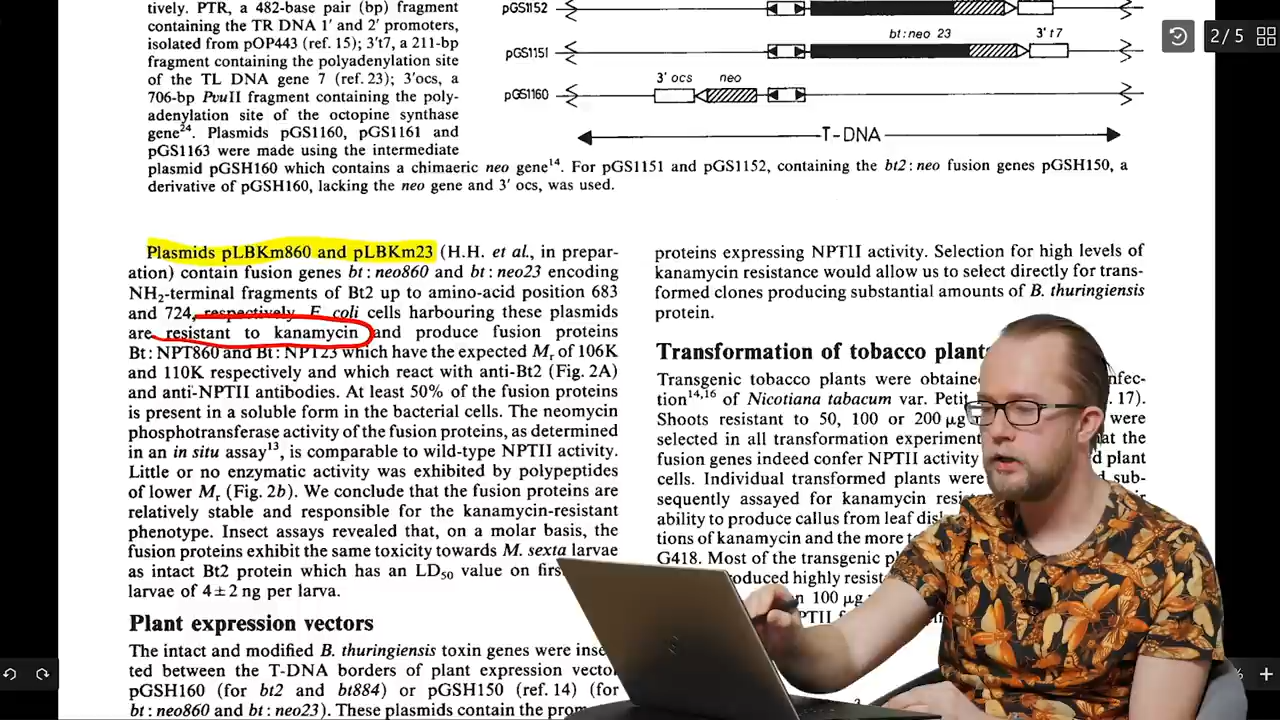 tively. PTR, a 482-base pair (bp) fragment
containing the TR DNA 1' and 2' promoters,
isolated from pOP443 (ref. 15); 3't7, a 211-bp
fragment containing the polyadenylation site
of the TL DNA gene 7 (ref. 23); 3'ocs, a
706-bp PvuII fragment containing the poly-
adenylation site of the octopine synthase
gene24. Plasmids pGS1160, pGS1161 and
pGS1163 were made using the intermediate
plasmid pGSH160 which contains a chimaeric neo gene14. For pGS1151 and pGS1152, containing the bt2:neo fusion genes pGSH150, a
derivative of pGSH160, lacking the neo gene and 3' ocs, was used.
pGS1152
bt:neo 23
3' t7
pGS1151
3' ocs
neo
pGS1160
T-DNA
2/5
Plasmids pLBKm860 and pLBKm23 (H.H. et al., in prepar-
ation) contain fusion genes bt:neo860 and bt:neo23 encoding
NH2-terminal fragments of Bt2 up to amino-acid position 683
and 724, respectively. E. coli cells harbouring these plasmids
are resistant to kanamycin and produce fusion proteins
Bt:NPT860 and Bt:NPT23 which have the expected Mr of 106K
and 110K respectively and which react with anti-Bt2 (Fig. 2A)
and anti-NPTII antibodies. At least 50% of the fusion proteins
is present in a soluble form in the bacterial cells. The neomycin
phosphotransferase activity of the fusion proteins, as determined
in an in situ assay13, is comparable to wild-type NPTII activity.
Little or no enzymatic activity was exhibited by polypeptides
of lower Mr (Fig. 2b). We conclude that the fusion proteins are
relatively stable and responsible for the kanamycin-resistant
phenotype. Insect assays revealed that, on a molar basis, the
fusion proteins exhibit the same toxicity towards M. sexta larvae
as intact Bt2 protein which has an LD50 value on firs
larvae of 4±2 ng per larva.
Plant expression vectors
The intact and modified B. thuringiensis toxin genes were inse
ted between the T-DNA borders of plant expression vecto
pGSH160 (for bt2 and bt884) or pGSH150 (ref. 14) (for
bt:neo860 and bt:neo23). These plasmids contain the prom
proteins expressing NPTII activity. Selection for high levels of
kanamycin resistance would allow us to select directly for trans-
formed clones producing substantial amounts of B. thuringiensis
protein.
Transformation of tobacco plant
Transgenic tobacco plants were obtaine nfec-
tion14,16 of Nicotiana tabacum var. Petit . 17).
Shoots resistant to 50, 100 or 200 μg were
selected in all transformation experiment at the
fusion genes indeed confer NPTII activity d plant
cells. Individual transformed plants were sub-
sequently assayed for kanamycin resis
ability to produce callus from leaf dis
tions of kanamycin and the more t
G418. Most of the transgenic p
oduced highly resist
n 100 μg
PTII f